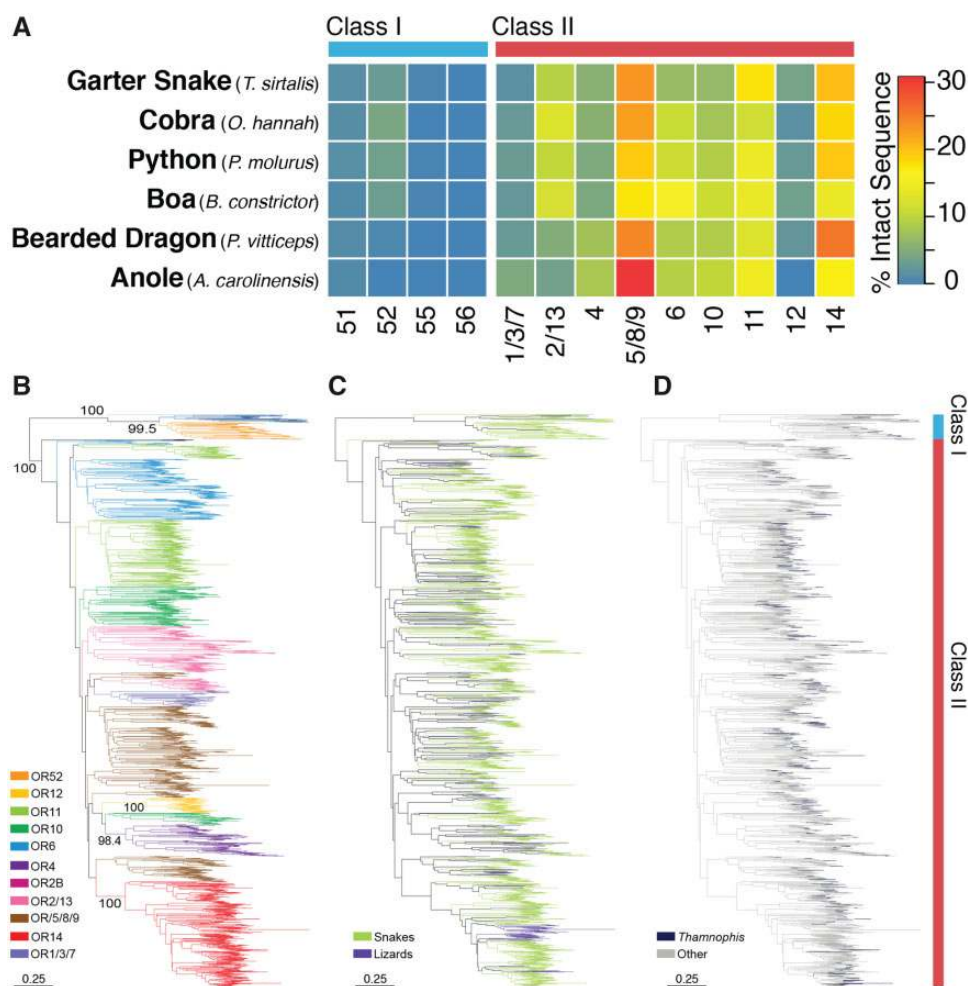 A
Class I
Class II
Garter Snake (T. sirtalis)
Cobra (O. hannah)
Python (P. molurus)
Boa (B. constrictor)
Bearded Dragon (P. vitticeps)
Anole (A. carolinensis)
51 52 55 56 1/3/7 2/13 4 5/8/9 6 10 11 12 14
30
20
10
0
% Intact Sequence
B
C
D
100
99.5
100
100
98.4
100
OR52
OR12
OR11
OR10
OR6
OR4
OR2B
OR2/13
OR/5/8/9
OR14
OR1/3/7
0.25
Snakes
Lizards
0.25
Thamnophis
Other
0.25
Class I
Class II